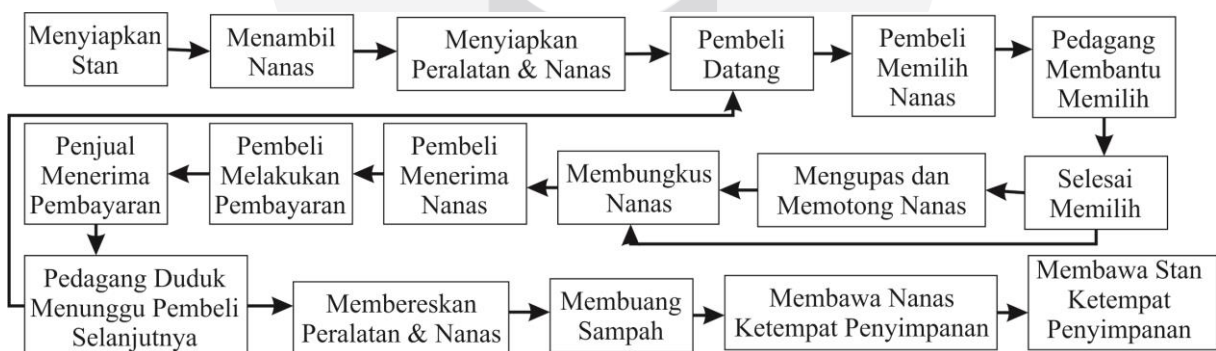 Menyiapkan
Stan
Menambil
Nanas
Menyiapkan
Peralatan & Nanas
Pembeli
Datang
Pembeli
Memilih
Nanas
Pedagang
Membantu
Memilih
Selesai
Memilih
Mengupas dan
Memotong Nanas
Membungkus
Nanas
Pembeli
Menerima
Nanas
Pembeli
Melakukan
Pembayaran
Penjual
Menerima
Pembayaran
Pedagang Duduk
Menunggu Pembeli
Selanjutnya
Membereskan
Peralatan & Nanas
Membuang
Sampah
Membawa Nanas
Ketempat Penyimpanan
Membawa Stan
Ketempat
Penyimpanan